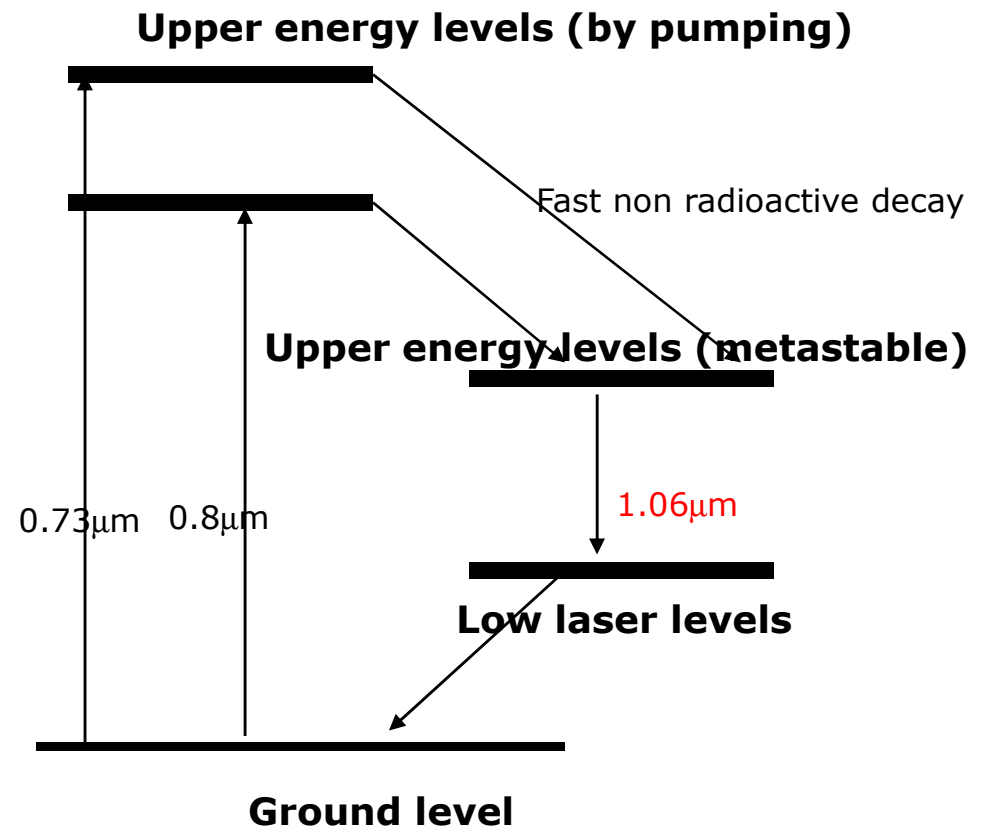 Upper energy levels (by pumping)
Fast non radioactive decay
Upper energy levels (metastable)
0.73μm
0.8μm
1.06μm
Low laser levels
Ground level